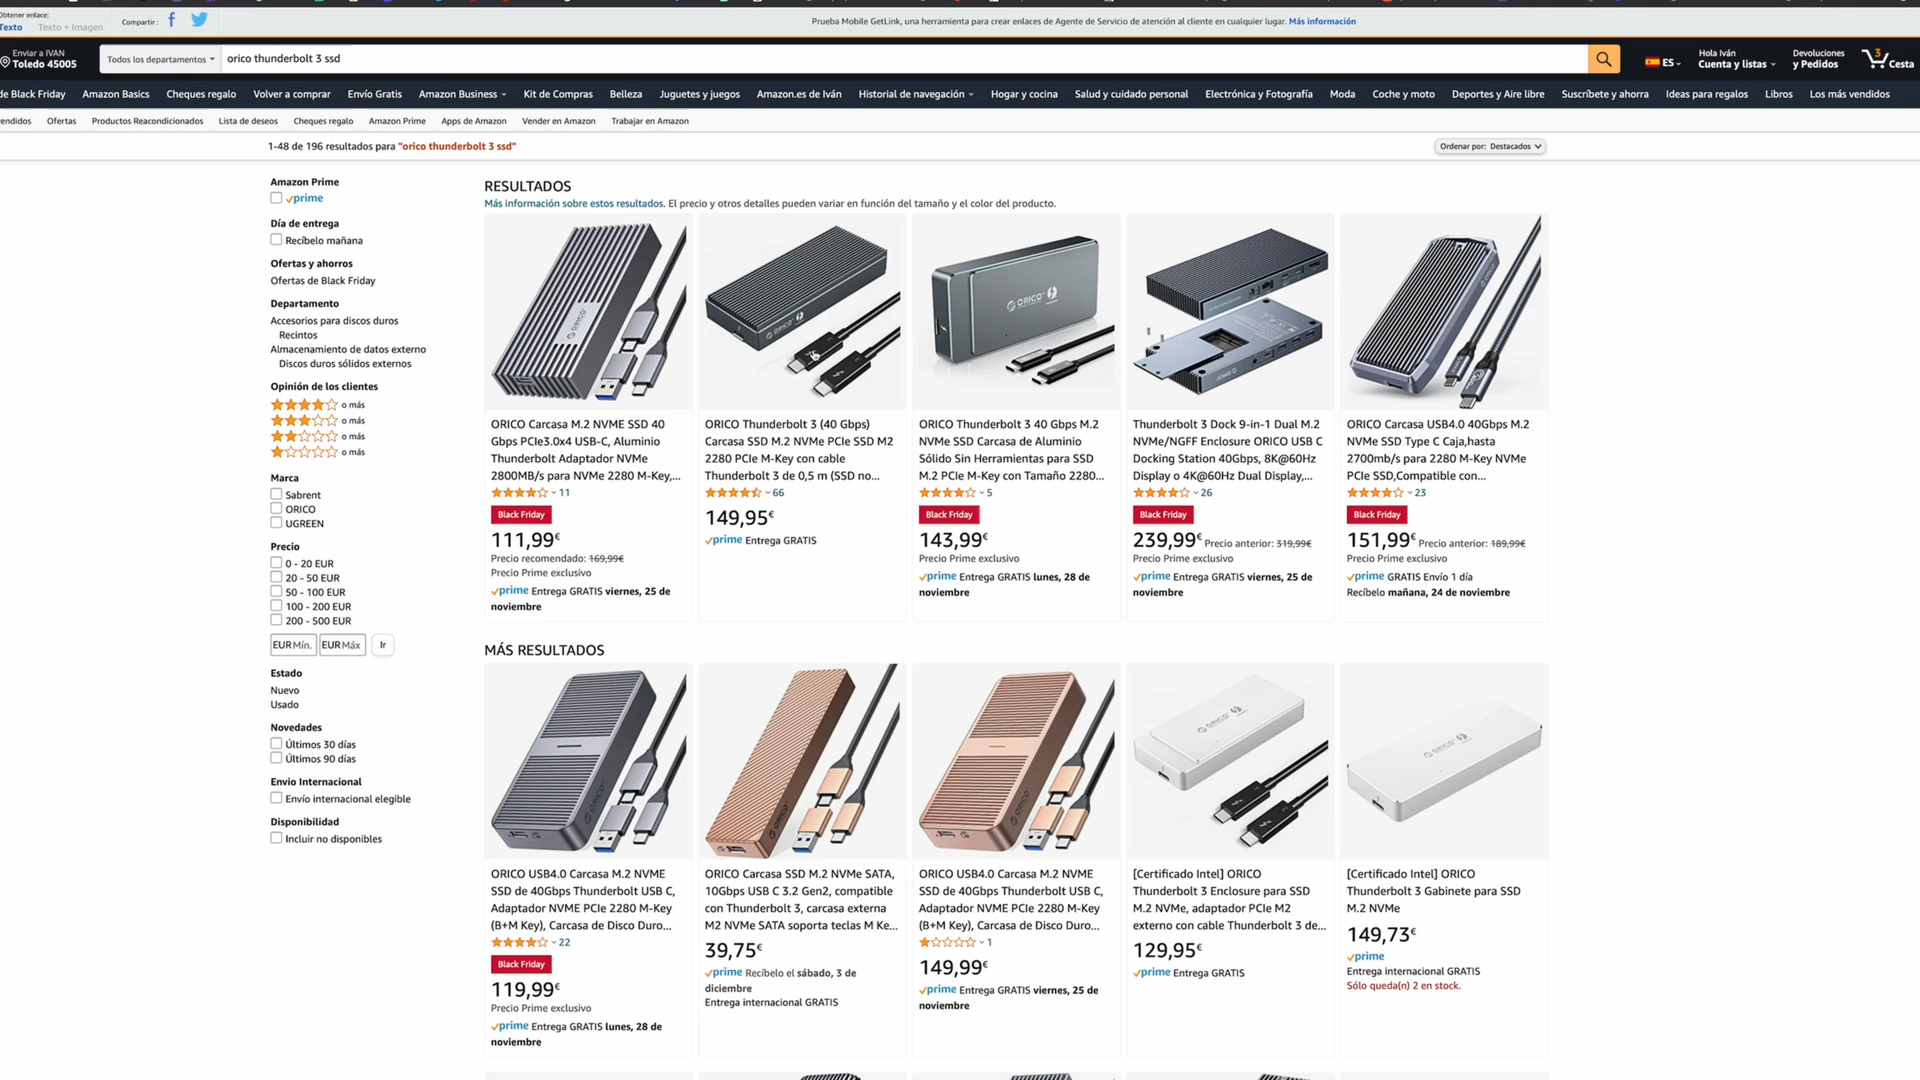 Obtener enlace:
Texto
Texto + Imagen
Compartir :
Prueba Mobile GetLink, una herramienta para crear enlaces de Agente de Servicio de atención al cliente en cualquier lugar. Más información
Enviar a IVAN
Toledo 45005
Todos los departamentos
orico thunderbolt 3 ssd
ES
Hola Iván
Cuenta y listas
Devoluciones
y Pedidos
3
Cesta
de Black Friday
Amazon Basics
Cheques regalo
Volver a comprar
Envío Gratis
Amazon Business
Kit de Compras
Belleza
Juguetes y juegos
Amazon.es de Iván
Historial de navegación
Hogar y cocina
Salud y cuidado personal
Electrónica y Fotografía
Moda
Coche y moto
Deportes y Aire libre
Suscríbete y ahorra
Ideas para regalos
Libros
Los más vendidos
endidos
Ofertas
Productos Reacondicionados
Lista de deseos
Cheques regalo
Amazon Prime
Apps de Amazon
Vender en Amazon
Trabajar en Amazon
1-48 de 196 resultados para "orico thunderbolt 3 ssd"
Ordenar por: Destacados
Amazon Prime
prime
Día de entrega
Recíbelo mañana
Ofertas y ahorros
Ofertas de Black Friday
Departamento
Accesorios para discos duros
Recintos
Almacenamiento de datos externo
Discos duros sólidos externos
Opinión de los clientes
o más
o más
o más
o más
Marca
Sabrent
ORICO
UGREEN
Precio
0 - 20 EUR
20 - 50 EUR
50 - 100 EUR
100 - 200 EUR
200 - 500 EUR
EUR Mín.
EUR Máx
Ir
Estado
Nuevo
Usado
Novedades
Últimos 30 días
Últimos 90 días
Envío Internacional
Envío internacional elegible
Disponibilidad
Incluir no disponibles
RESULTADOS
Más información sobre estos resultados. El precio y otros detalles pueden variar en función del tamaño y el color del producto.
ORICO
ORICO Carcasa M.2 NVME SSD 40
Gbps PCIe3.0x4 USB-C, Aluminio
Thunderbolt Adaptador NVME
2800MB/s para NVMe 2280 M-Key,...
11
Black Friday
111,99€
Precio recomendado: 169,99€
Precio Prime exclusivo
prime Entrega GRATIS viernes, 25 de
noviembre
ORICO
ORICO Thunderbolt 3 (40 Gbps)
Carcasa SSD M.2 NVMe PCIe SSD M2
2280 PCIe M-Key con cable
Thunderbolt 3 de 0,5 m (SSD no...
66
149,95€
prime Entrega GRATIS
ORICO
ORICO Thunderbolt 3 40 Gbps M.2
NVMe SSD Carcasa de Aluminio
Sólido Sin Herramientas para SSD
M.2 PCIe M-Key con Tamaño 2280...
5
Black Friday
143,99€
Precio Prime exclusivo
prime Entrega GRATIS lunes, 28 de
noviembre
Thunderbolt 3 Dock 9-in-1 Dual M.2
NVMe/NGFF Enclosure ORICO USB C
Docking Station 40Gbps, 8K@60Hz
Display o 4K@60Hz Dual Display,...
26
Black Friday
239,99€ Precio anterior: 319,99€
Precio Prime exclusivo
prime Entrega GRATIS viernes, 25 de
noviembre
ORICO Carcasa USB4.0 40Gbps M.2
NVMe SSD Type C Caja,hasta
2700mb/s para 2280 M-Key NVMe
PCIe SSD,Compatible con...
23
Black Friday
151,99€ Precio anterior: 189,99€
Precio Prime exclusivo
prime GRATIS Envío 1 día
Recíbelo mañana, 24 de noviembre
MÁS RESULTADOS
ORICO
ORICO USB4.0 Carcasa M.2 NVME
SSD de 40Gbps Thunderbolt USB C,
Adaptador NVME PCIe 2280 M-Key
(B+M Key), Carcasa de Disco Duro...
22
Black Friday
119,99€
Precio Prime exclusivo
prime Entrega GRATIS lunes, 28 de
noviembre
ORICO
ORICO Carcasa SSD M.2 NVMe SATA,
10Gbps USB C 3.2 Gen2, compatible
con Thunderbolt 3, carcasa externa
M2 NVMe SATA soporta teclas M Ke...
39,75€
prime Recíbelo el sábado, 3 de
diciembre
Entrega internacional GRATIS
ORICO
ORICO USB4.0 Carcasa M.2 NVME
SSD de 40Gbps Thunderbolt USB C,
Adaptador NVME PCIe 2280 M-Key
(B+M Key), Carcasa de Disco Duro...
1
149,99€
prime Entrega GRATIS viernes, 25 de
noviembre
ORICO
[Certificado Intel] ORICO
Thunderbolt 3 Enclosure para SSD
M.2 NVMe, adaptador PCIe M2
externo con cable Thunderbolt 3 de...
129,95€
prime Entrega GRATIS
ORICO
[Certificado Intel] ORICO
Thunderbolt 3 Gabinete para SSD
M.2 NVMe
149,73€
prime
Entrega internacional GRATIS
Sólo queda(n) 2 en stock.